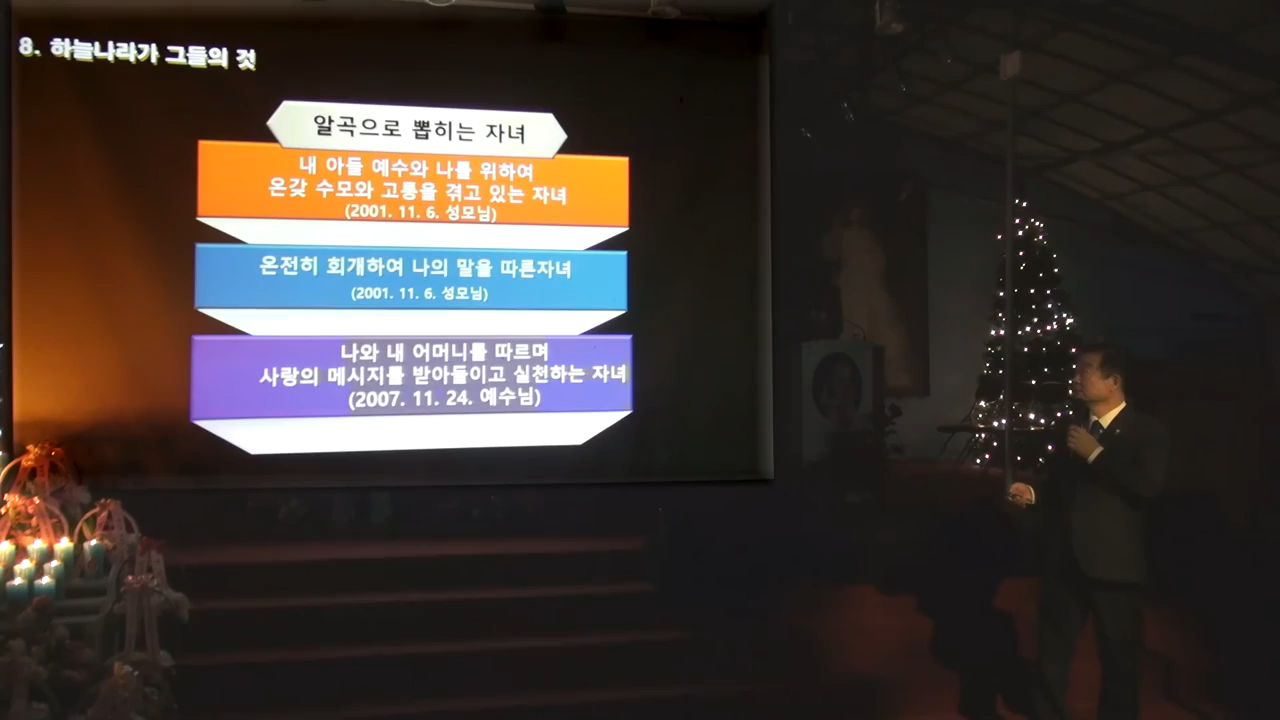 8. 하늘나라가 그들의 것
알곡으로 뽑히는 자녀
내 아들 예수와 나를 위하여
온갖 수모와 고통을 겪고 있는 자녀
(2001. 11. 6. 성모님)
온전히 회개하여 나의 말을 따른자녀
(2001. 11. 6. 성모님)
나와 내 어머니를 따르며
사랑의 메시지를 받아들이고 실천하는 자녀
(2007. 11. 24. 예수님)